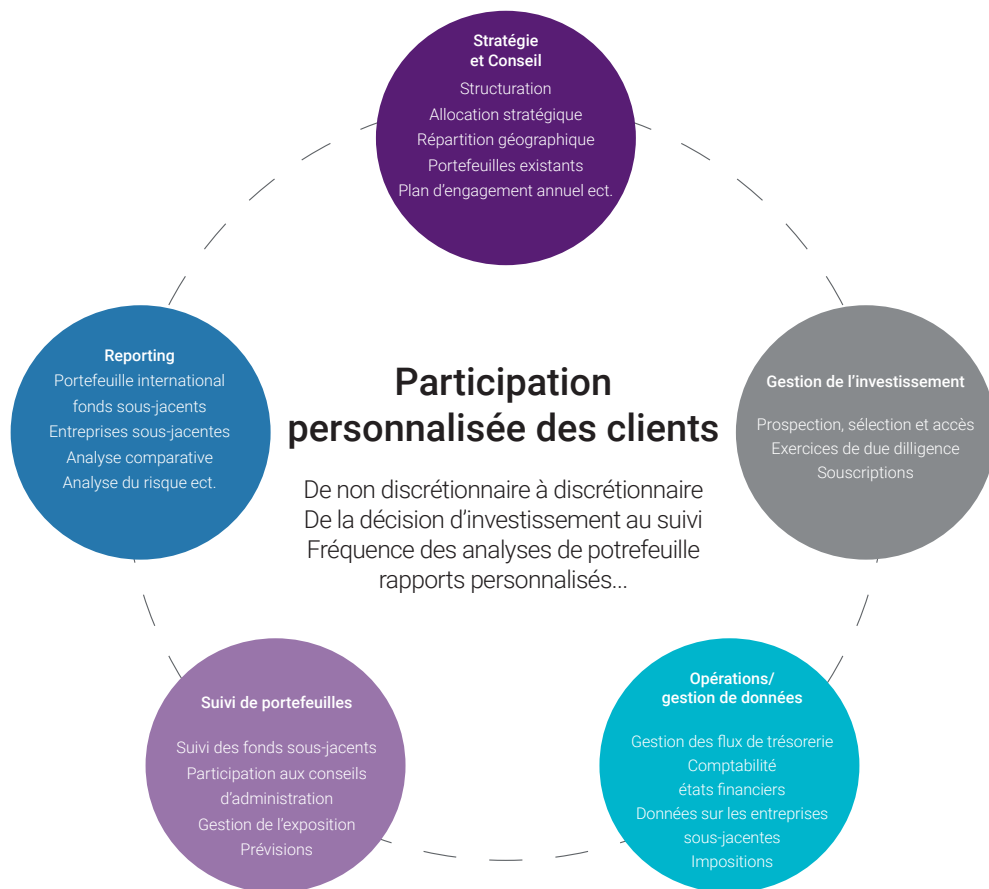 Stratégie
et Conseil
Structuration
Allocation stratégique
Répartition géographique
Portefeuilles existants
Plan d’engagement annuel ect.
Reporting
Portefeuille international
fonds sous-jacents
Entreprises sous-jacentes
Analyse comparative
Analyse du risque ect.
Participation
personnalisée des clients
De non discrétionnaire à discrétionnaire
De la décision d’investissement au suivi
Fréquence des analyses de potrefeuille
rapports personnalisés...
Gestion de l’investissement
Prospection, sélection et accès
Exercices de due dilligence
Souscriptions
Suivi de portefeuilles
Suivi des fonds sous-jacents
Participation aux conseils
d’administration
Gestion de l’exposition
Prévisions
Opérations/
gestion de données
Gestion des flux de trésorerie
Comptabilité
états financiers
Données sur les entreprises
sous-jacentes
Impositions